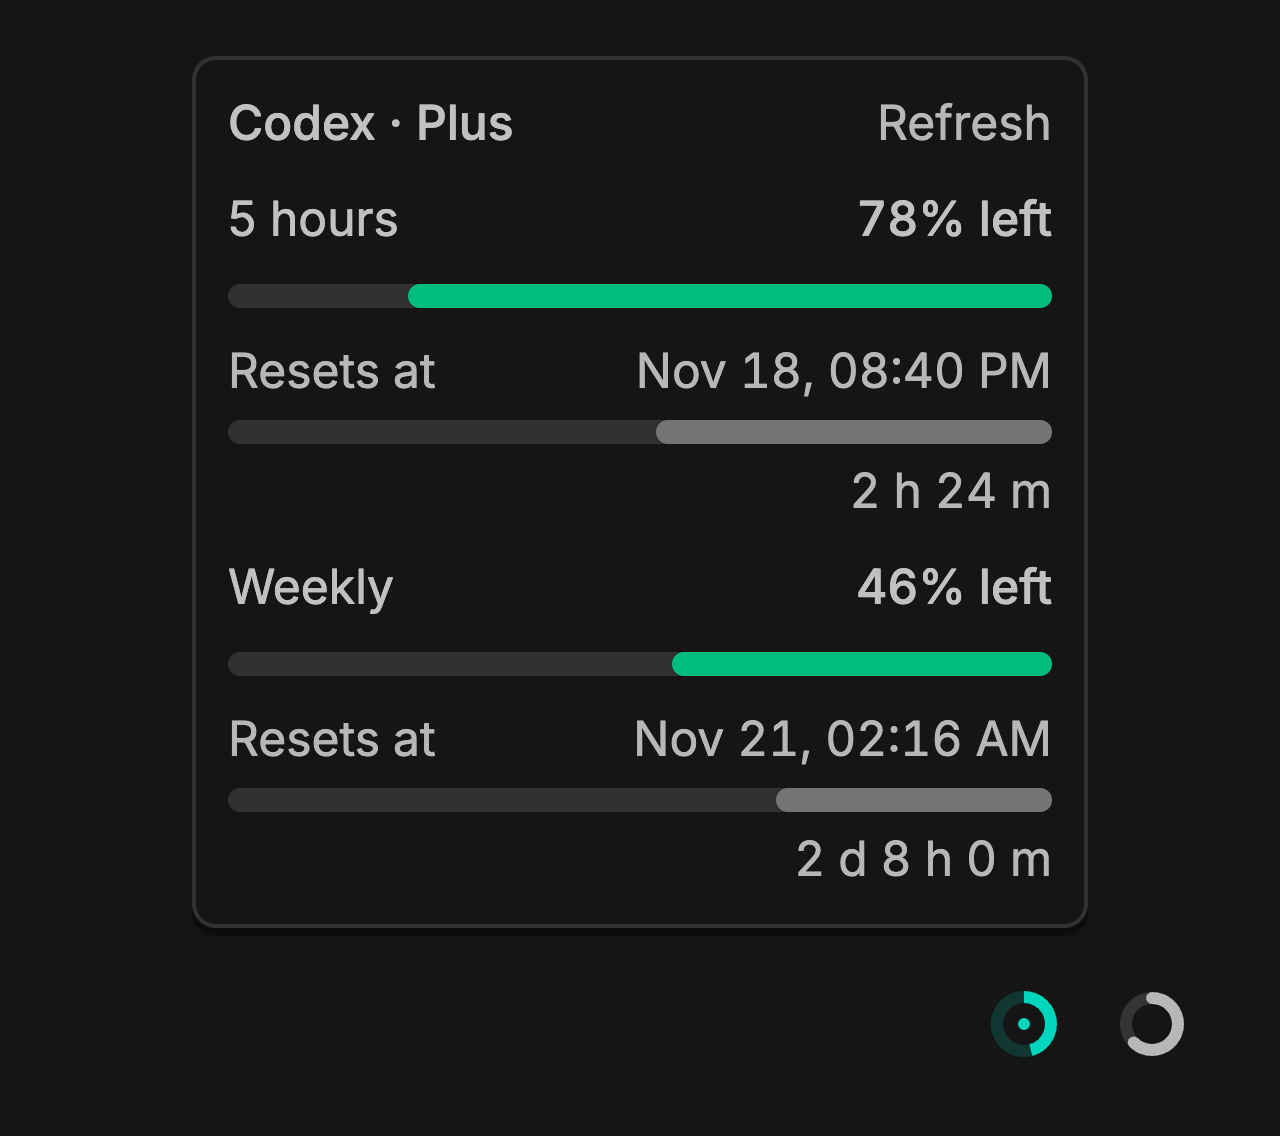 Codex · Plus Refresh
5 hours 78% left
Resets at Nov 18, 08:40 PM
2 h 24 m
Weekly 46% left
Resets at Nov 21, 02:16 AM
2 d 8 h 0 m